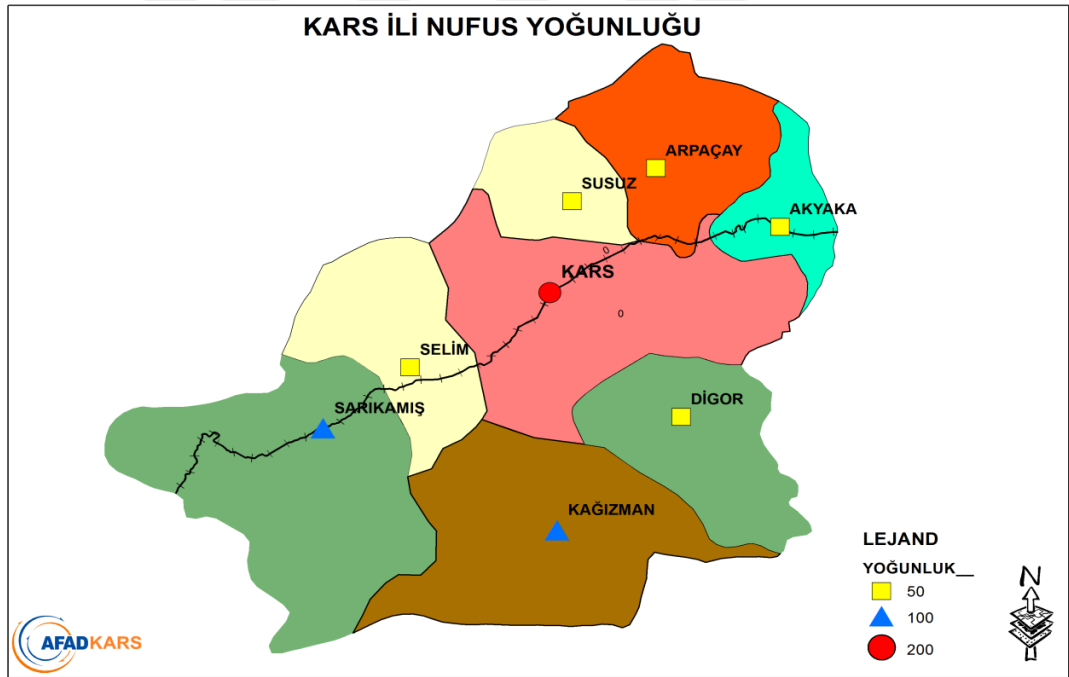 KARS İLİ NUFUS YOĞUNLUĞU
ARPAÇAY
SUSUZ
AKYAKA
0
KARS
0
SELİM
DİGOR
SARIKAMIŞ
KAĞIZMAN
LEJAND
YOĞUNLUK__
50
100
200
N
AFADKARS